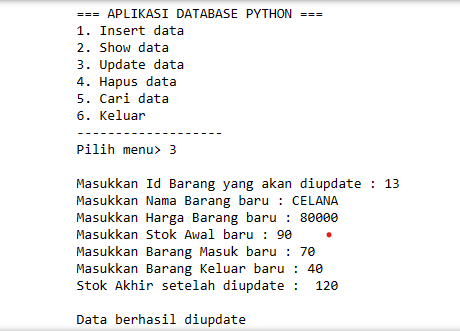 === APLIKASI DATABASE PYTHON ===
1. Insert data
2. Show data
3. Update data
4. Hapus data
5. Cari data
6. Keluar
-------------------
Pilih menu> 3
Masukkan Id Barang yang akan diupdate : 13
Masukkan Nama Barang baru : CELANA
Masukkan Harga Barang baru : 80000
Masukkan Stok Awal baru : 90
Masukkan Barang Masuk baru : 70
Masukkan Barang Keluar baru : 40
Stok Akhir setelah diupdate :  120
Data berhasil diupdate